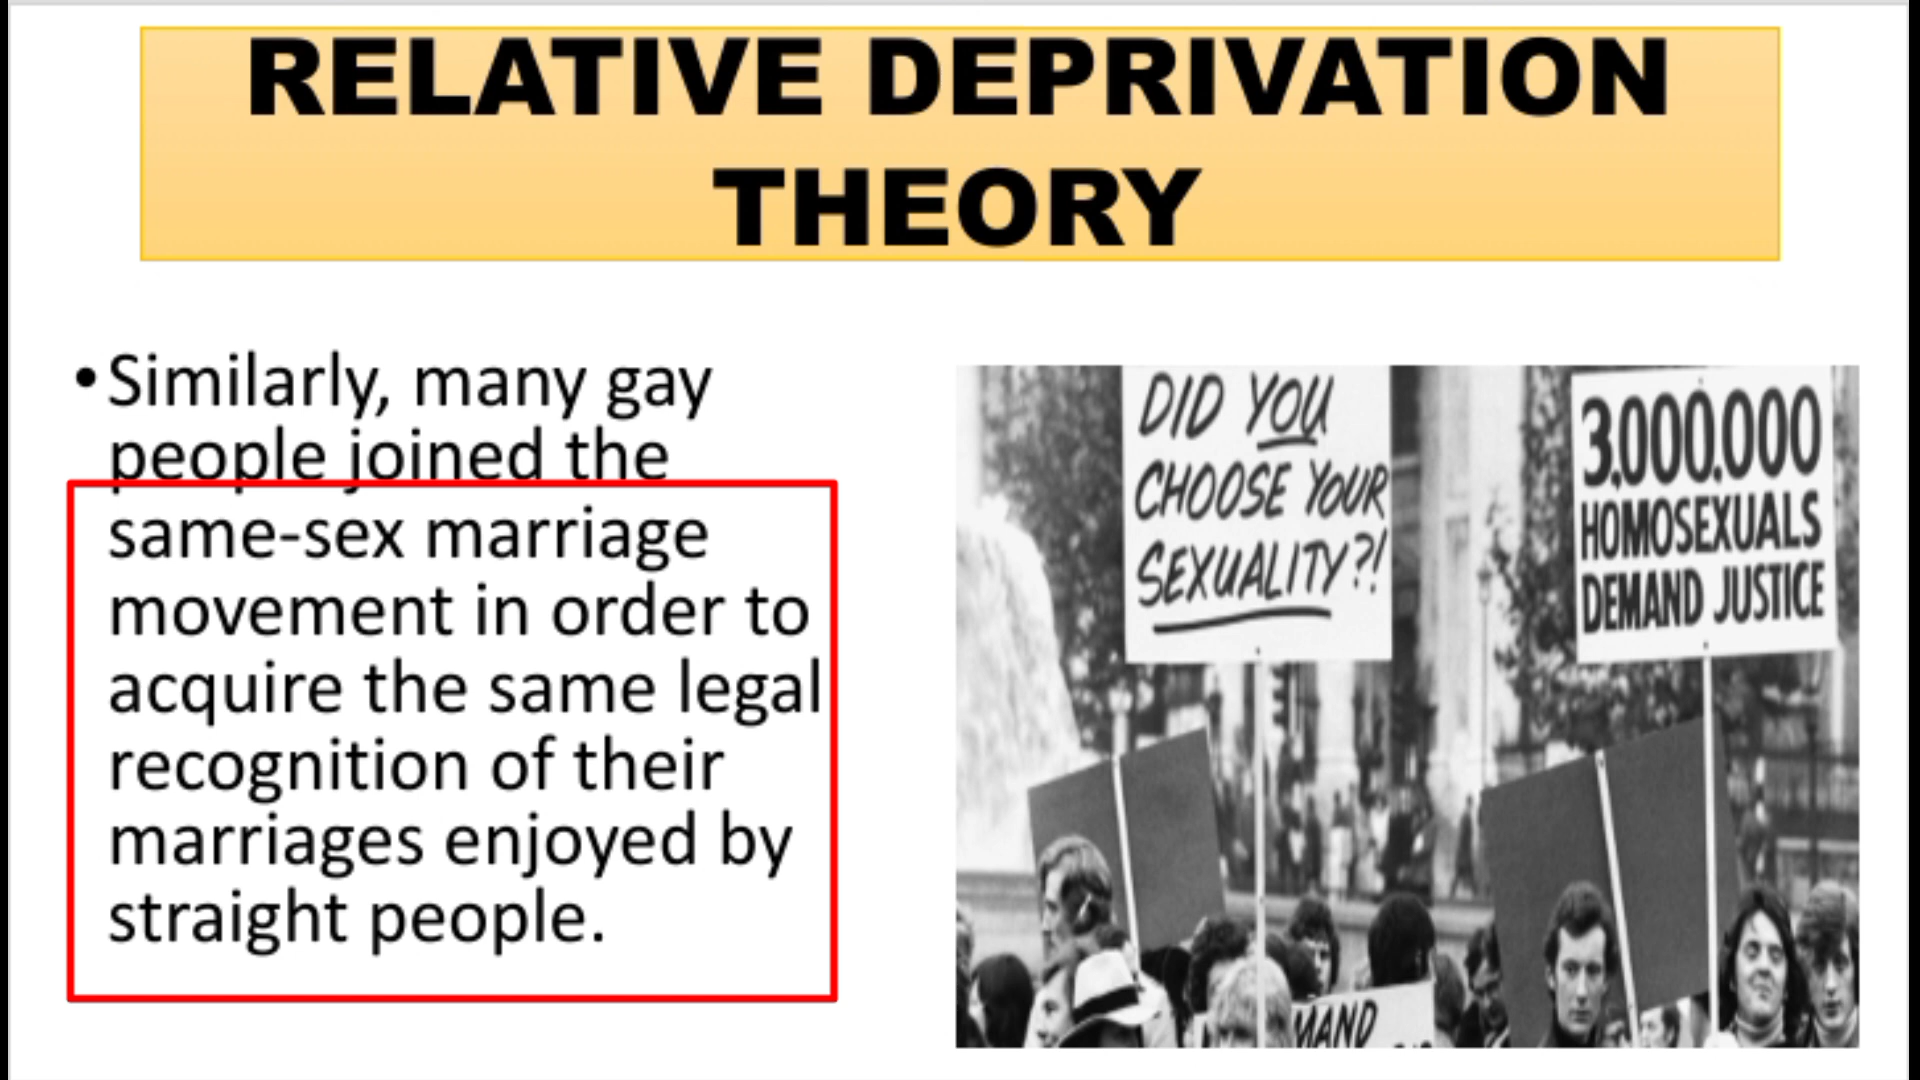 RELATIVE DEPRIVATION
THEORY
• Similarly, many gay
people joined the
same-sex marriage
movement in order to
acquire the same legal
recognition of their
marriages enjoyed by
straight people.
DID YOU
CHOOSE YOUR
SEXUALITY?!
3,000,000
HOMOSEXUALS
DEMAND JUSTICE
MAND